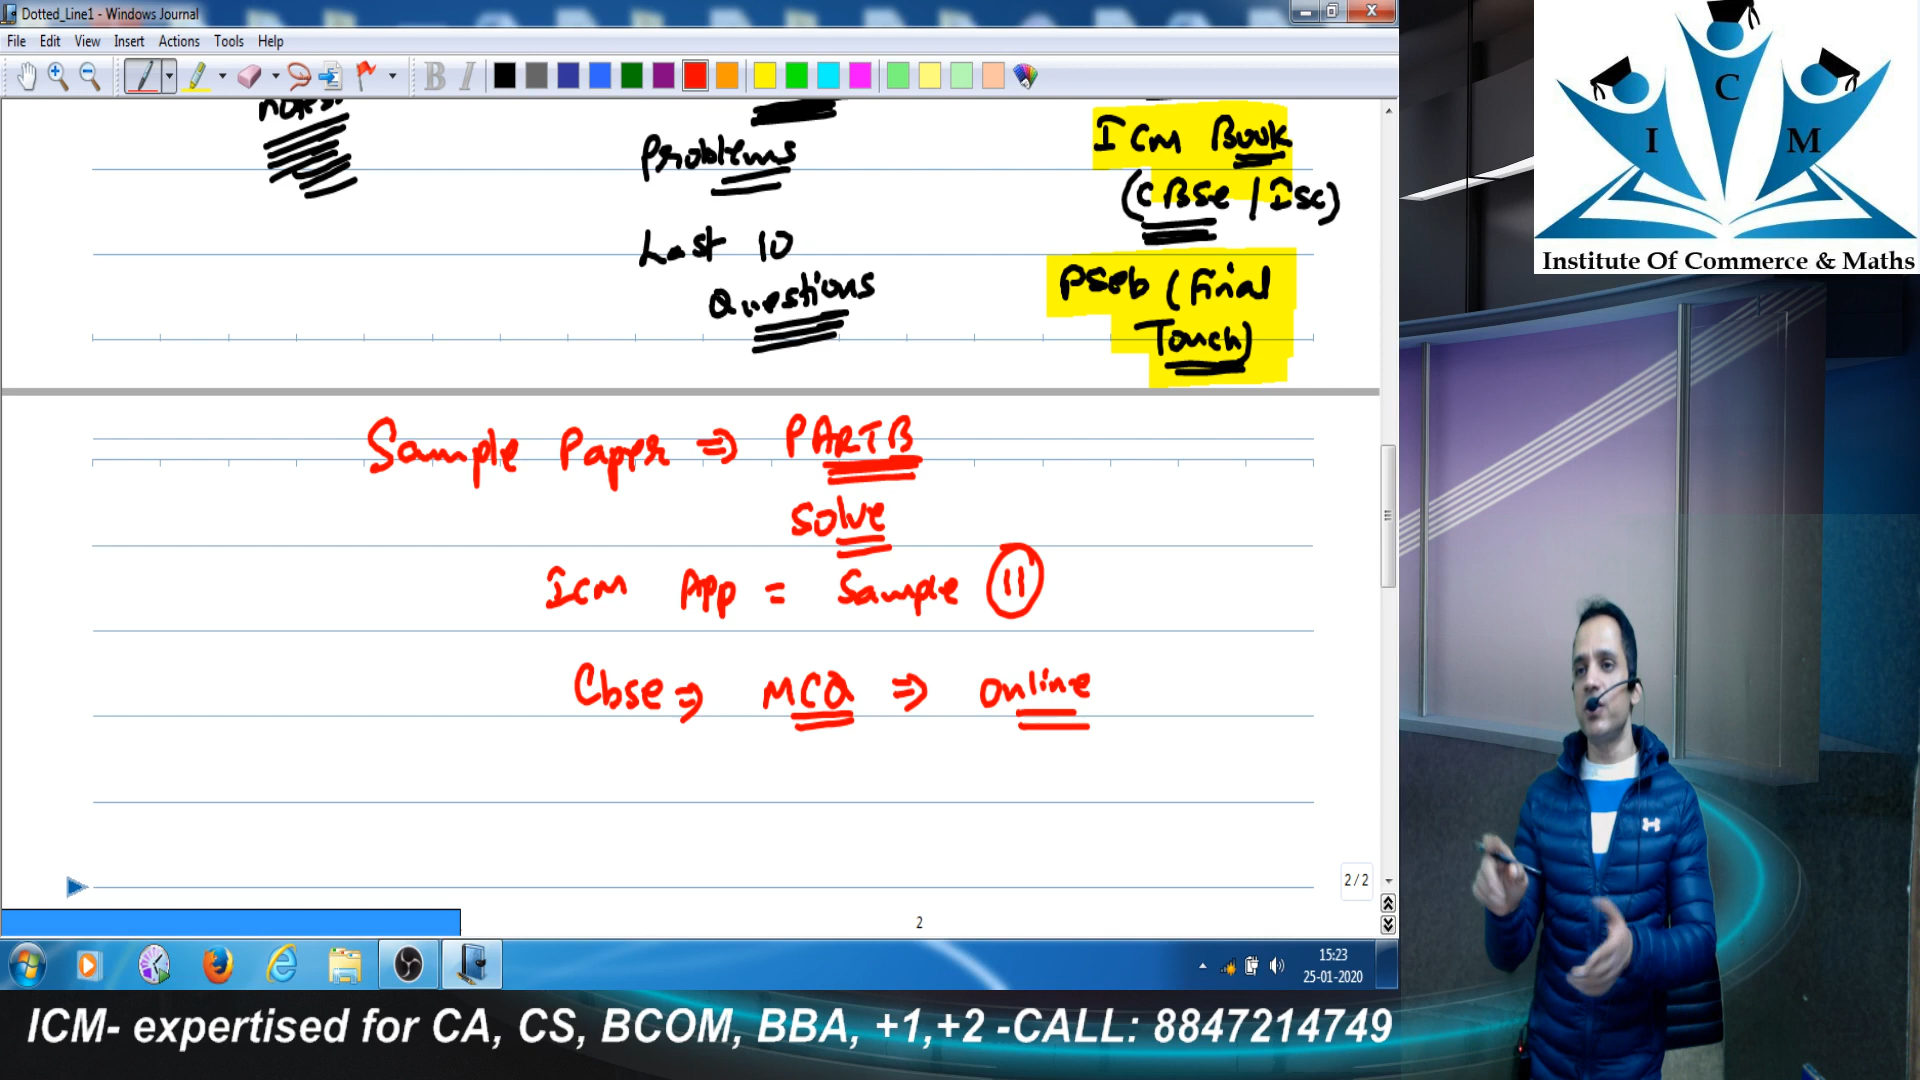 Dotted_Line1 - Windows Journal
File Edit View Insert Actions Tools Help
B I
Problems
Last 10
Questions
ICM Book
(CBSe / Isc)
PSeb (Final
Touch)
Sample Paper ⇒ PARTB
Solve
Icm App = Sample 11
Cbse ⇒ MCQ ⇒ Online
2 / 2
2
15:23
25-01-2020
I C M
Institute Of Commerce & Maths
ICM- expertised for CA, CS, BCOM, BBA, +1,+2 -CALL: 8847214749